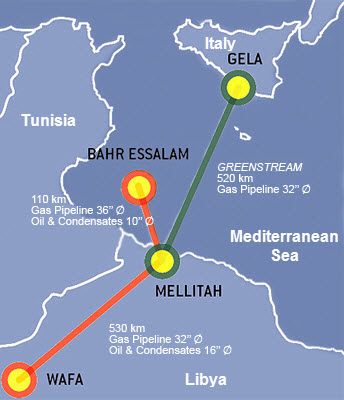 Italy
GELA
Tunisia
BAHR ESSALAM
GREENSTREAM
520 km
Gas Pipeline 32” Ø
110 km
Gas Pipeline 36” Ø
Oil & Condensates 10” Ø
Mediterranean
Sea
MELLITAH
530 km
Gas Pipeline 32” Ø
Oil & Condensates 16” Ø
WAFA
Libya